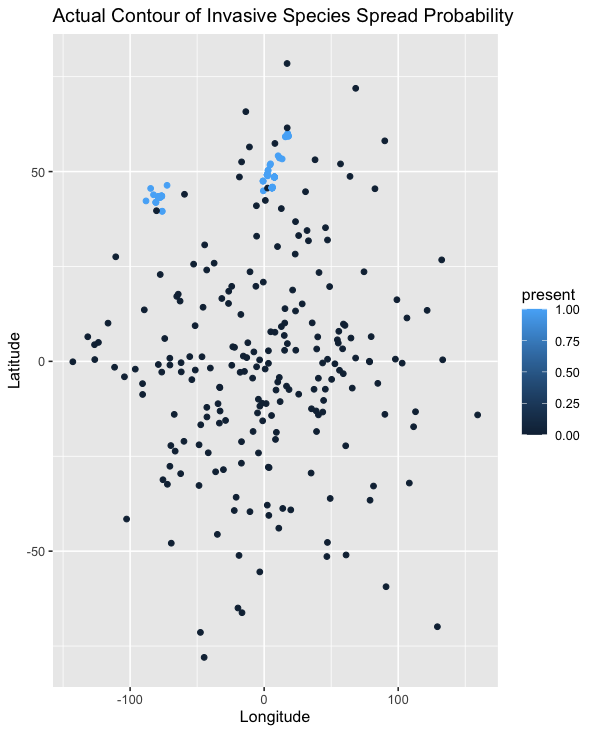 Actual Contour of Invasive Species Spread Probability
50
0
-50
Latitude
-100
0
100
Longitude
present
1.00
0.75
0.50
0.25
0.00